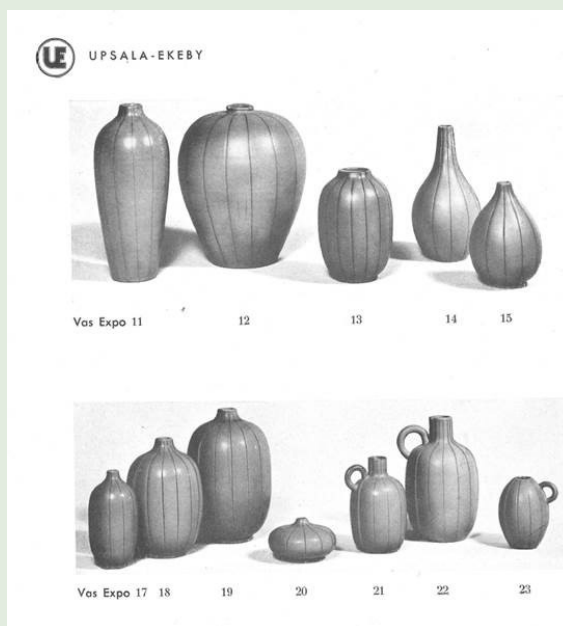 UE UPSALA-EKEBY
Vas Expo 11 12 13 14 15
Vas Expo 17 18 19 20 21 22 23